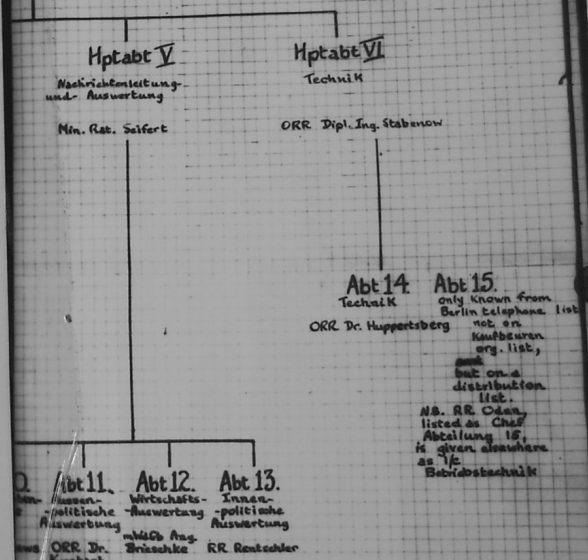 Hptabt V
Nachrichtenleitung-
und- Auswertung
Min. Rat. Seifert
Hptabt VI
Technik
ORR Dipl. Ing. Stabenow
Abt 14.
Technik
ORR Dr. Huppertsberg
Abt 15.
only known from
Berlin telephone list
not on
Kaufbeuren
org. list,
but on a
distribution
list.
N.B. RR Oden,
listed as Chef
Abteilung 15,
is given elsewhere
as
Betriebstechnik
Abt 11.
-politische
Auswertung
ORR Dr.
Abt 12.
Wirtschafts-
-Auswertung
Brieschke
Abt 13.
Innen-
-politische
Auswertung
RR Rentschler